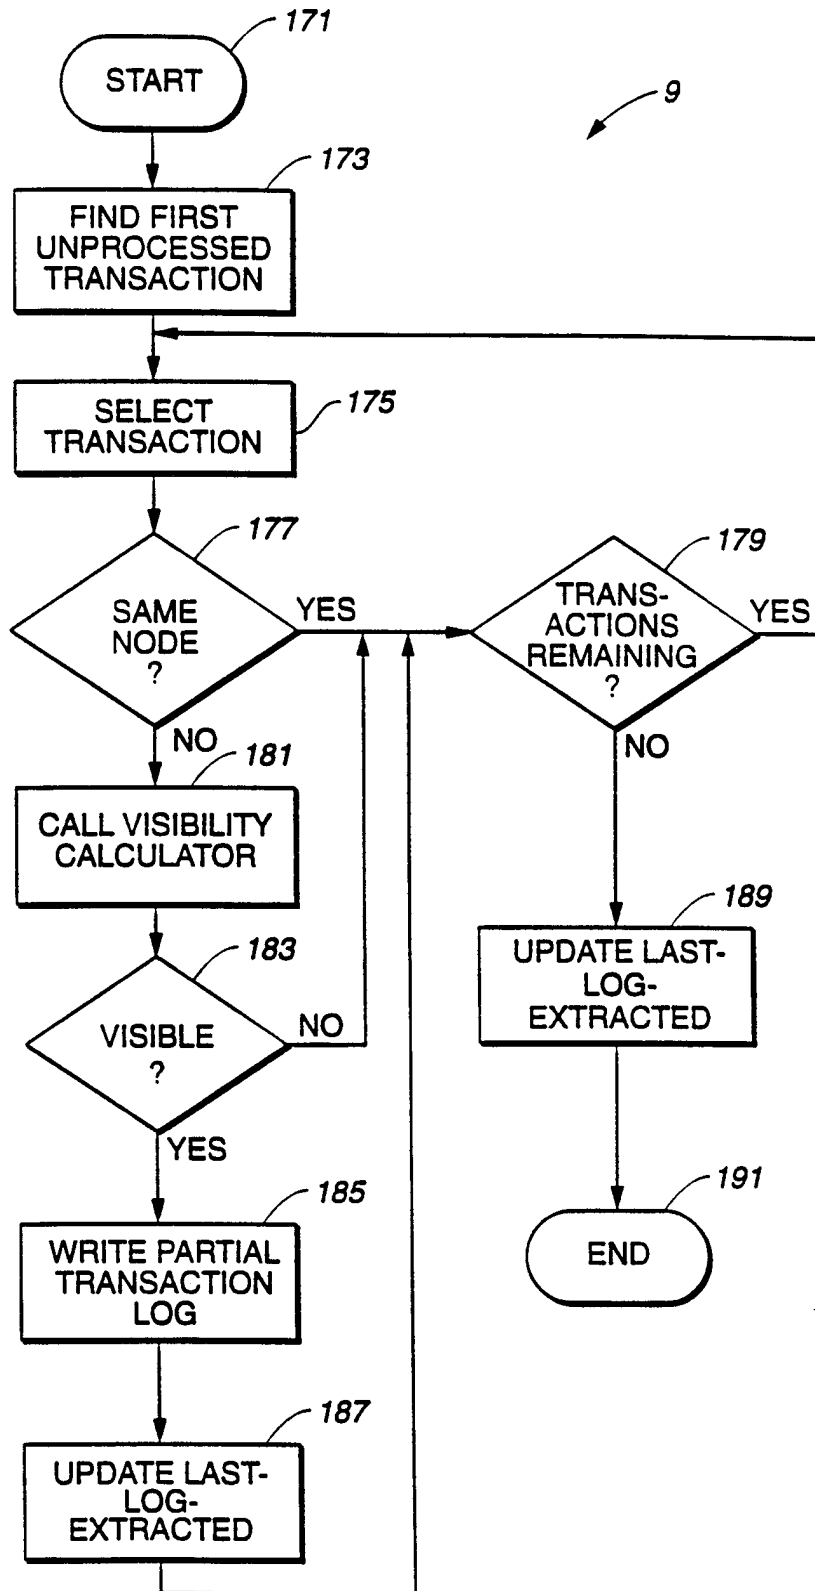 171
START
9
173
FIND FIRST
UNPROCESSED
TRANSACTION
175
SELECT
TRANSACTION
177
SAME
NODE
?
YES
NO
179
TRANS-
ACTIONS
REMAINING
?
YES
NO
181
CALL VISIBILITY
CALCULATOR
183
VISIBLE
?
NO
YES
189
UPDATE LAST-
LOG-
EXTRACTED
185
WRITE PARTIAL
TRANSACTION
LOG
191
END
187
UPDATE LAST-
LOG-
EXTRACTED